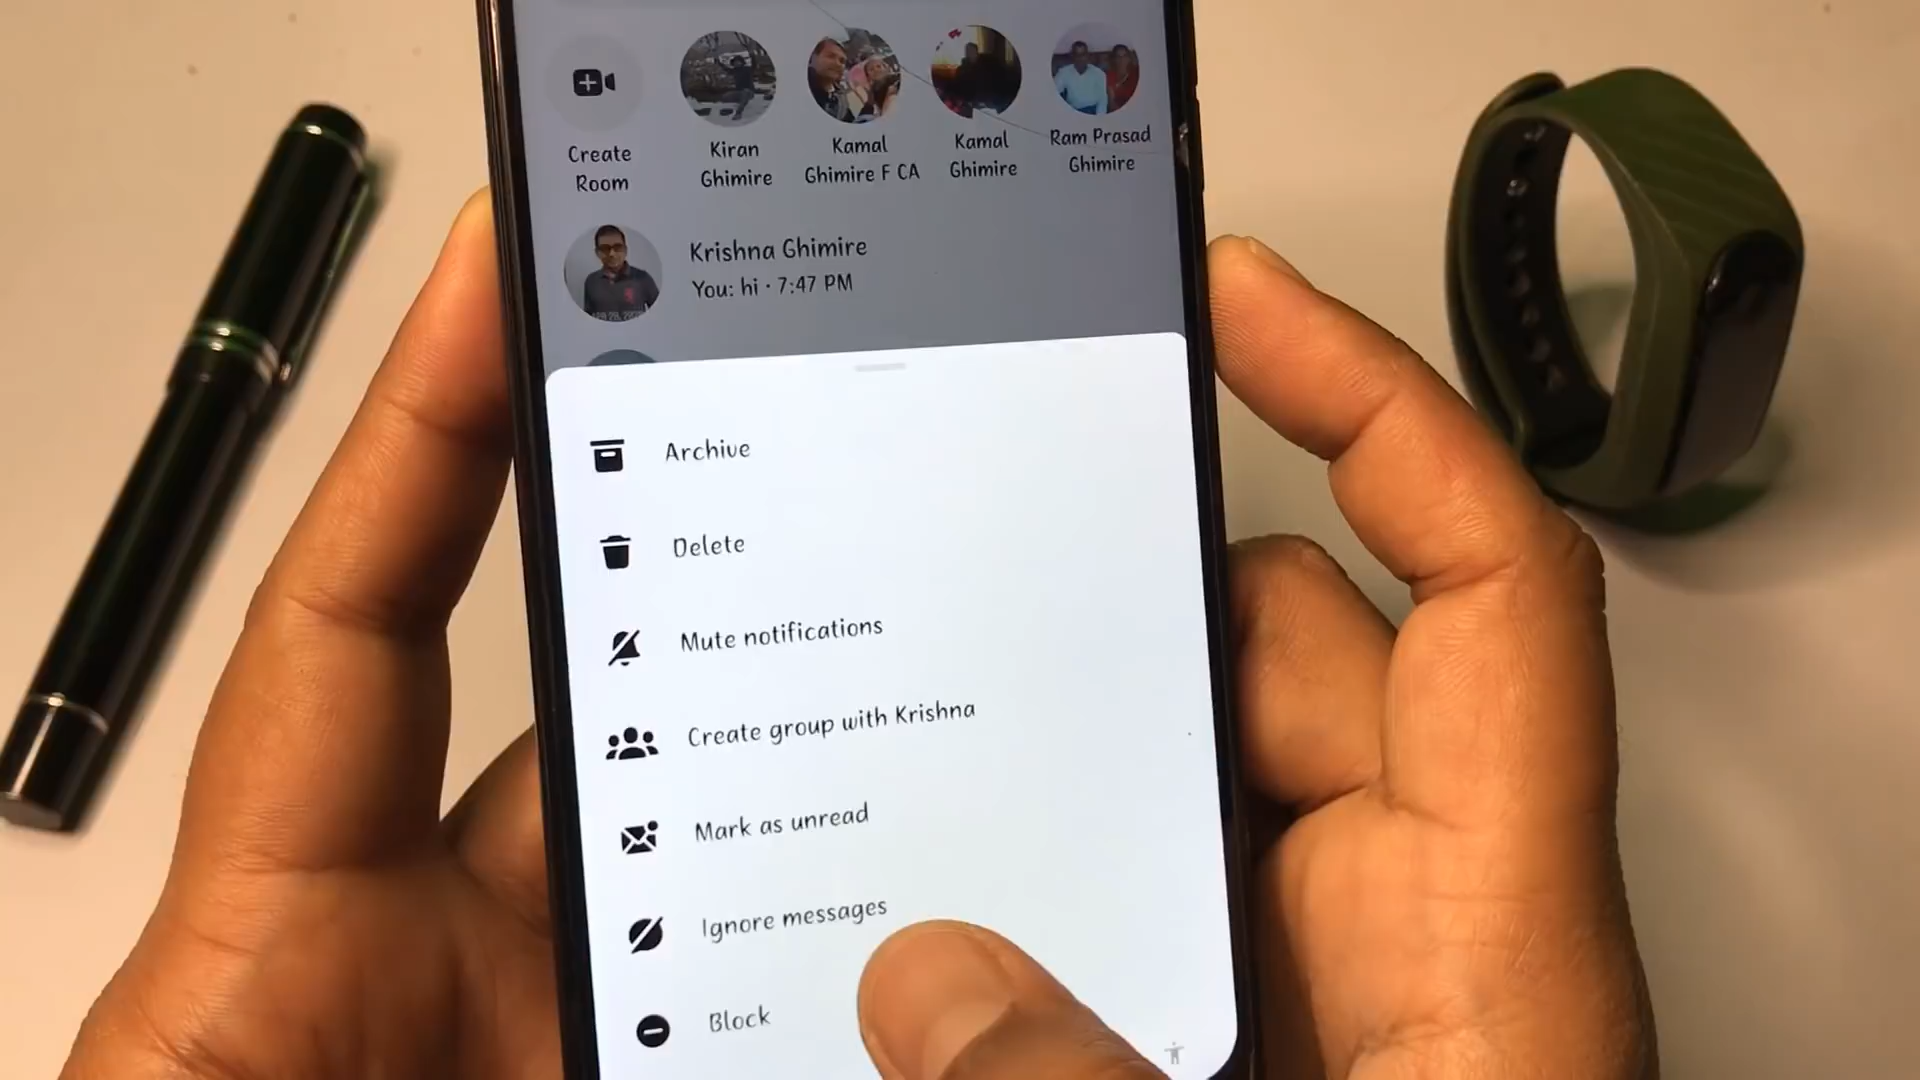 Create
Room
Kiran
Ghimire
Kamal
Ghimire F CA
Kamal
Ghimire
Ram Prasad
Ghimire
Krishna Ghimire
You: hi · 7:47 PM
Archive
Delete
Mute notifications
Create group with Krishna
Mark as unread
Ignore messages
Block